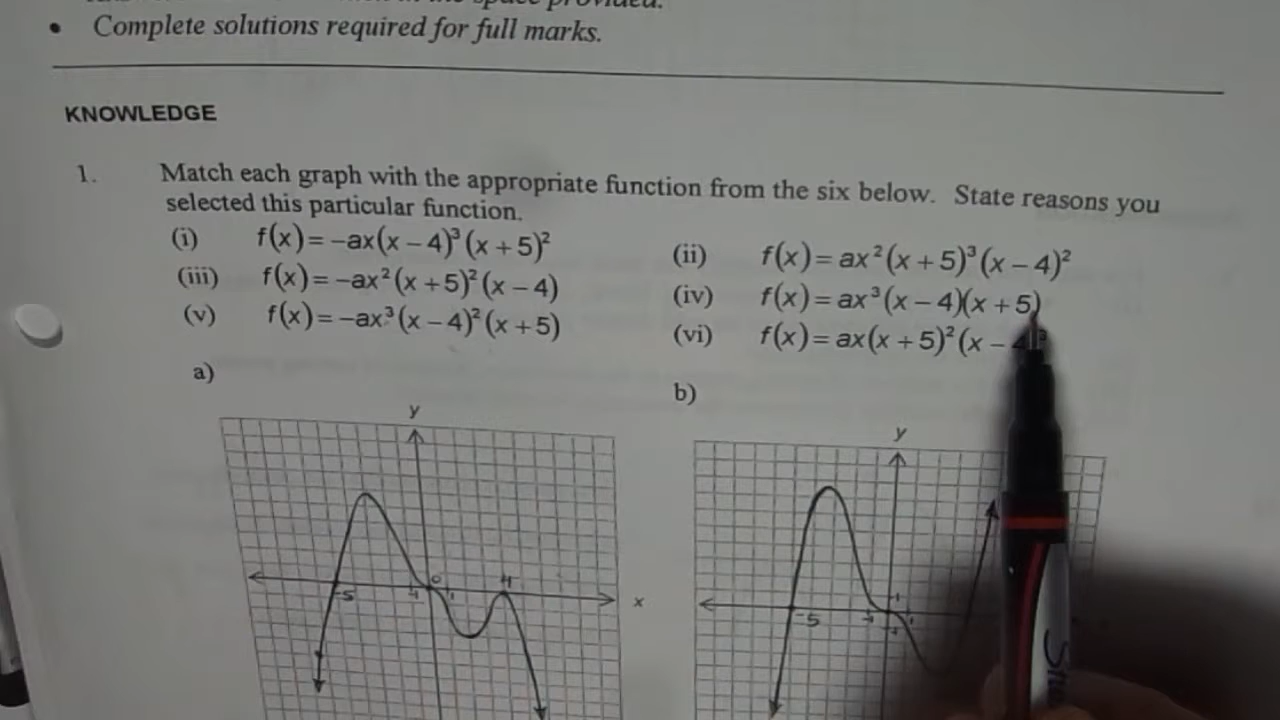 • Complete solutions required for full marks.
KNOWLEDGE
1. Match each graph with the appropriate function from the six below. State reasons you
selected this particular function.
(i) f(x) = –ax(x – 4)³(x + 5)² (ii) f(x) = ax²(x + 5)³(x – 4)²
(iii) f(x) = –ax²(x + 5)²(x – 4) (iv) f(x) = ax³(x – 4)(x + 5)
(v) f(x) = –ax³(x – 4)²(x + 5) (vi) f(x) = ax(x + 5)²(x –
a)
b)
y
y
0
4
-5
-1
1
x
1
-5
-1
1
-1